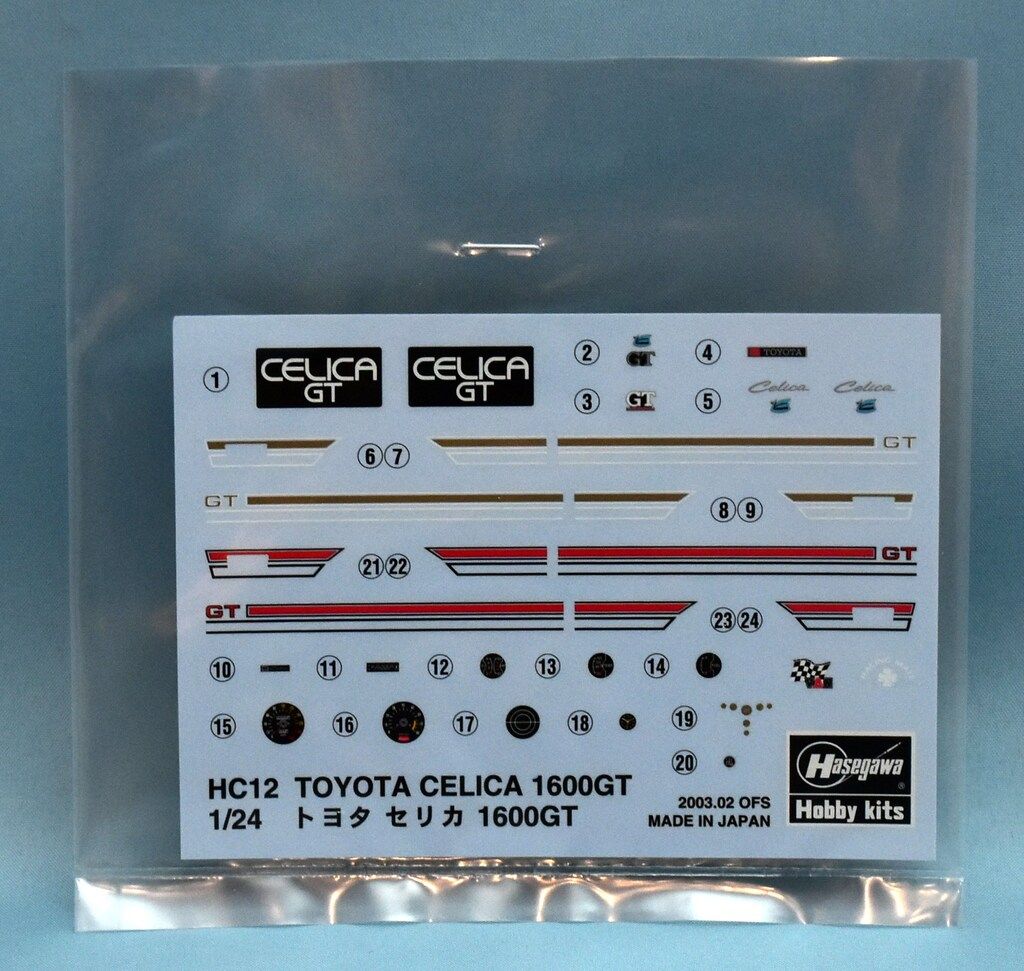 1 CELICA GT CELICA GT
2 GT 4 TOYOTA
3 GT 5 Celica Celica
6 7 GT
GT 8 9
21 22 GT
GT 23 24
10 11 12 13 14
15 16 17 18 19
20
HC12 TOYOTA CELICA 1600GT
1/24 トヨタ セリカ 1600GT
2003.02 OFS
MADE IN JAPAN
Hasegawa®
Hobby kits